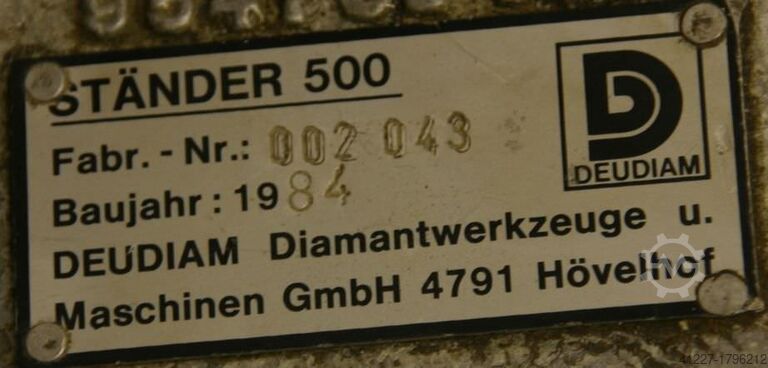 STÄNDER 500
Fabr. - Nr.: 002 043
Baujahr : 1984
DEUDIAM Diamantwerkzeuge u.
Maschinen GmbH 4791 Hövelhof
DEUDIAM
41227-1796212